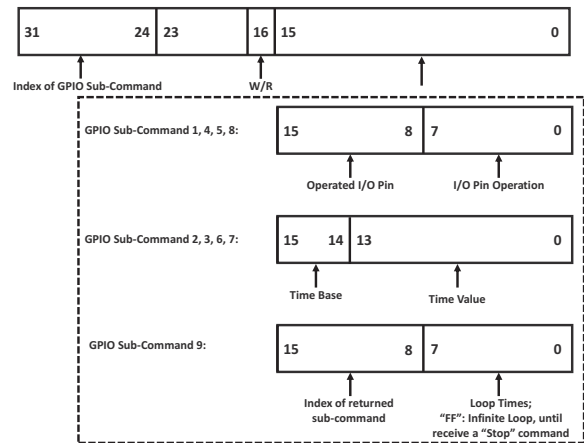 31 24 23 16 15 0
Index of GPIO Sub-Command W/R
GPIO Sub-Command 1, 4, 5, 8: 15 8 7 0
Operated I/O Pin I/O Pin Operation
GPIO Sub-Command 2, 3, 6, 7: 15 14 13 0
Time Base Time Value
GPIO Sub-Command 9: 15 8 7 0
Index of returned Loop Times;
sub-command "FF": Infinite Loop, until
receive a "Stop" command